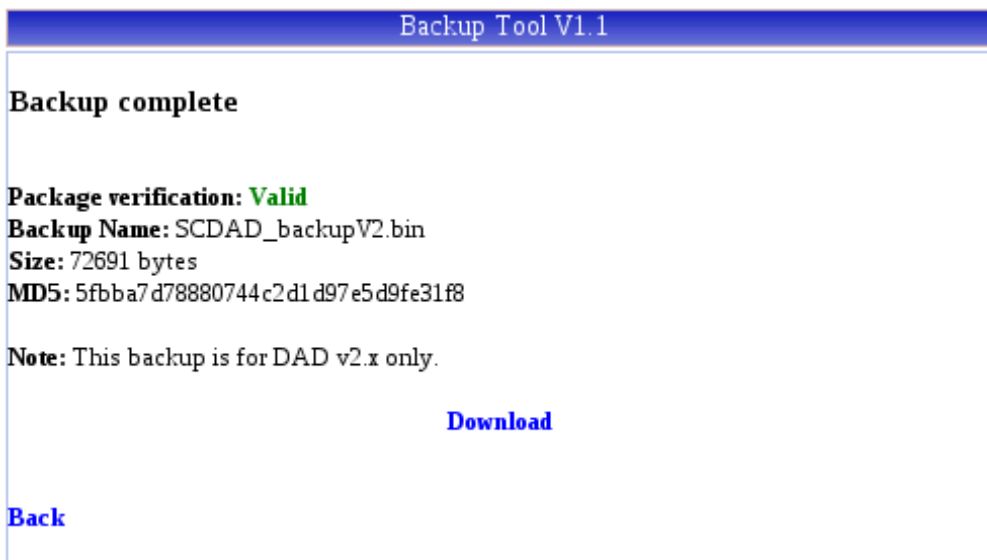 Backup Tool V1.1
Backup complete
Package verification: Valid
Backup Name: SCDAD_backupV2.bin
Size: 72691 bytes
MD5: 5fbba7d78880744c2d1d97e5d9fe31f8
Note: This backup is for DAD v2.x only.
Download
Back